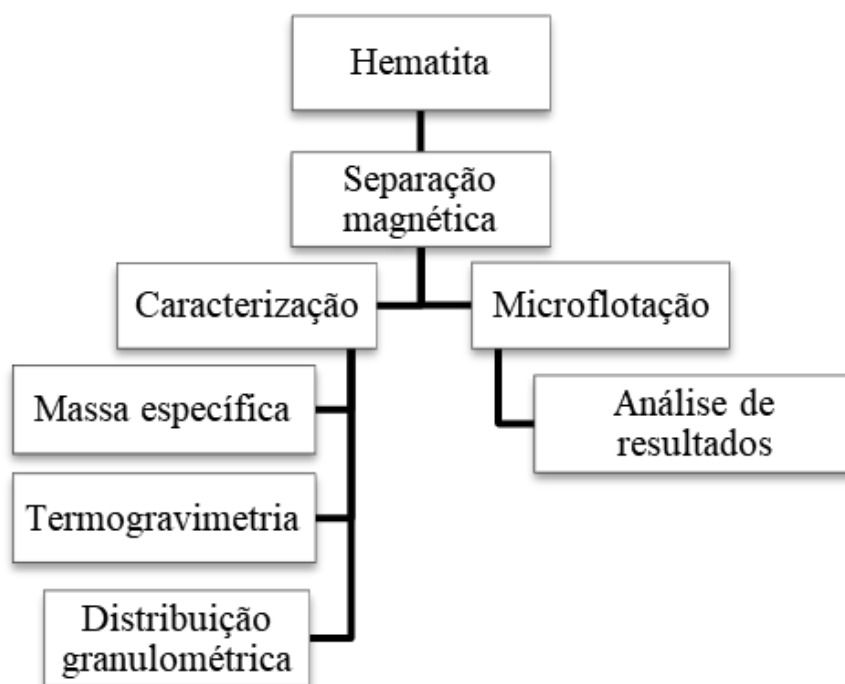 Hematita
Separação
magnética
Caracterização
Microflotação
Massa específica
Análise de
resultados
Termogravimetria
Distribuição
granulométrica